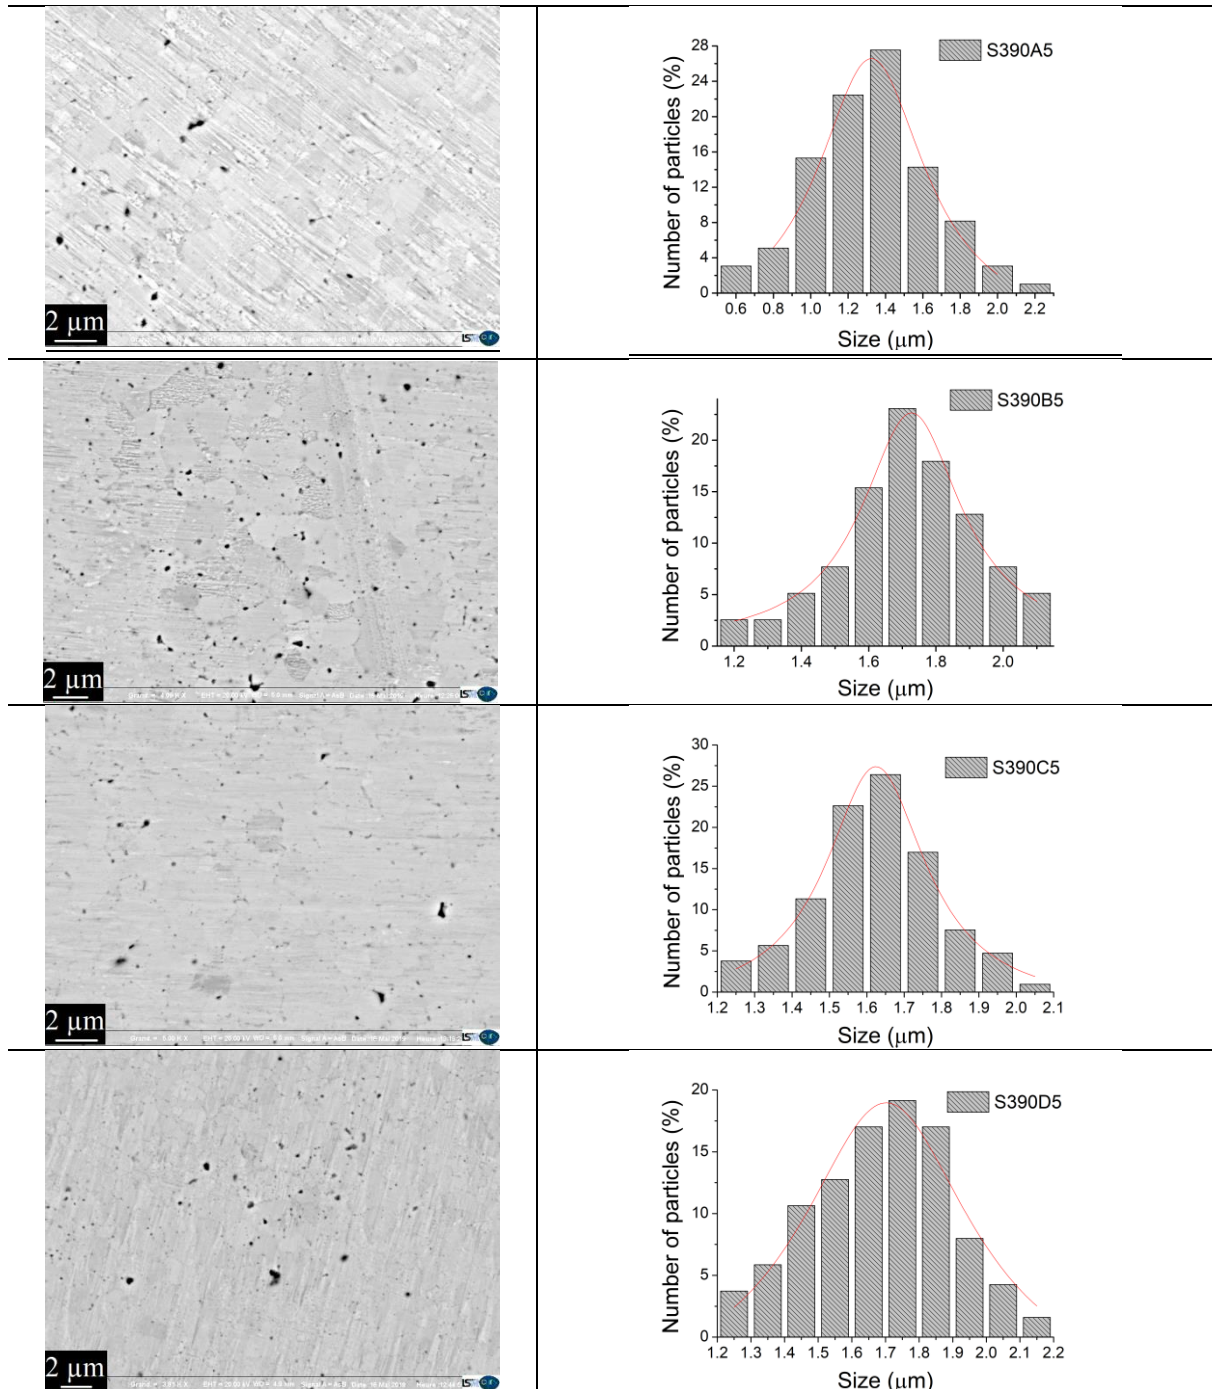 2 µm
Number of particles (%)
28
24
20
16
12
8
4
0
S390A5
0.6 0.8 1.0 1.2 1.4 1.6 1.8 2.0 2.2
Size (µm)
2 µm
Number of particles (%)
20
15
10
5
0
S390B5
1.2 1.4 1.6 1.8 2.0
Size (µm)
2 µm
Number of particles (%)
30
25
20
15
10
5
0
S390C5
1.2 1.3 1.4 1.5 1.6 1.7 1.8 1.9 2.0 2.1
Size (µm)
2 µm
Number of particles (%)
20
15
10
5
0
S390D5
1.2 1.3 1.4 1.5 1.6 1.7 1.8 1.9 2.0 2.1 2.2
Size (µm)